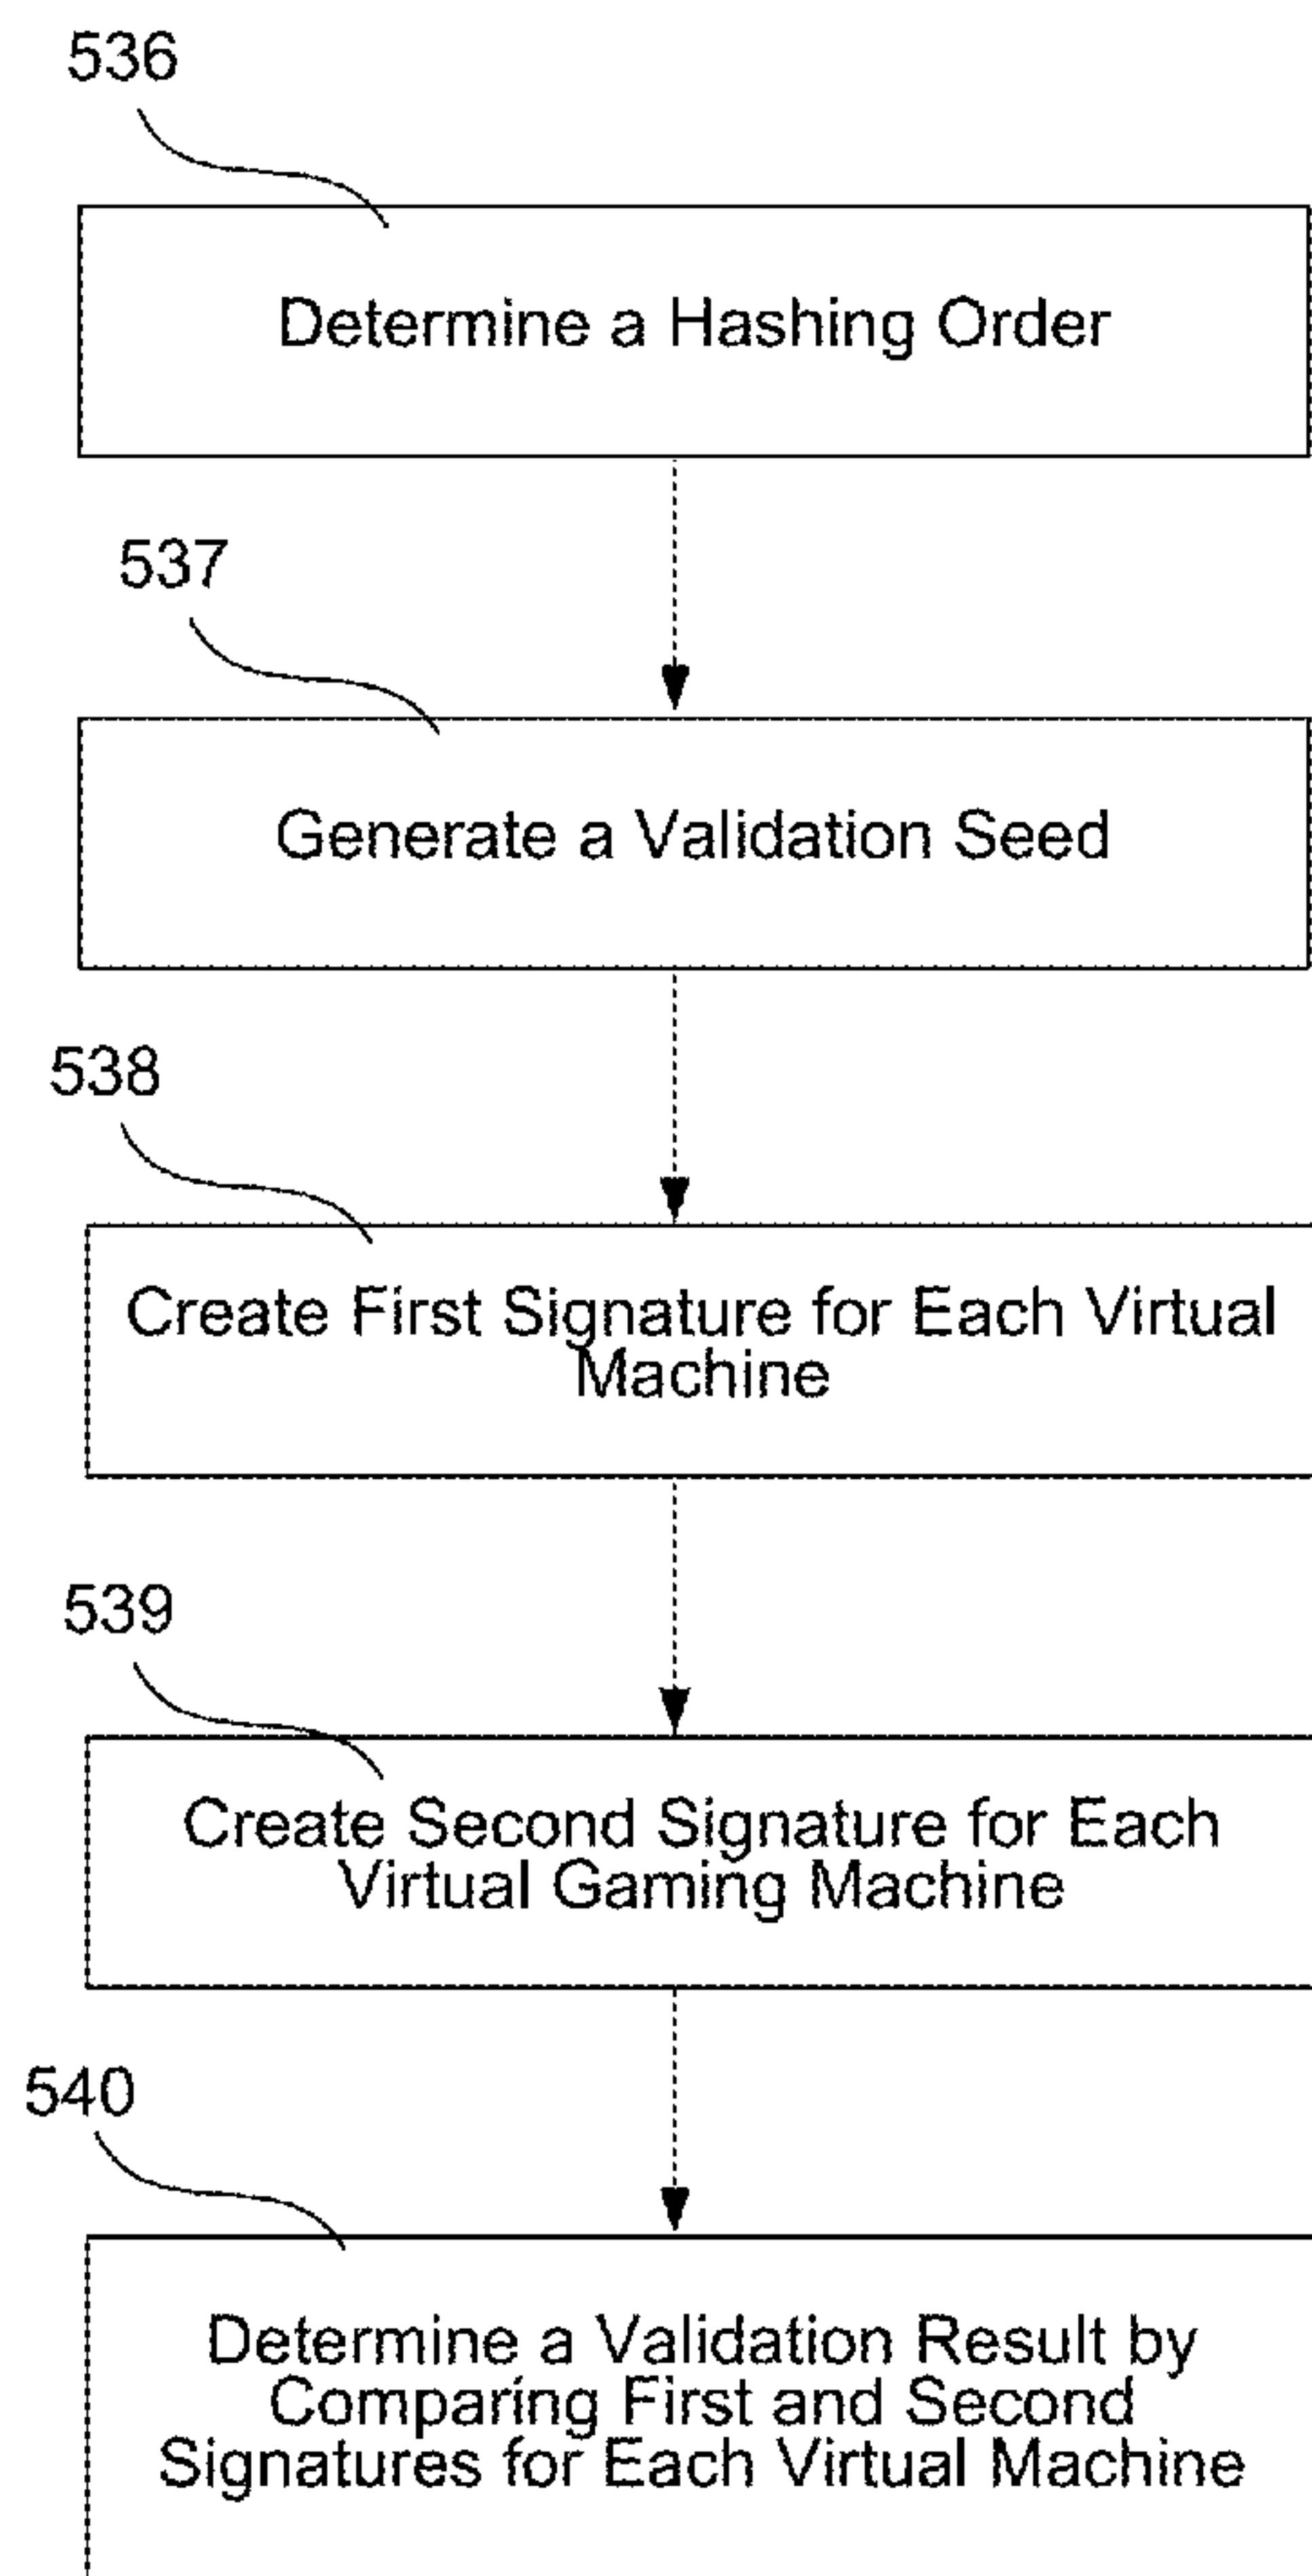 536
Determine a Hashing Order
537
Generate a Validation Seed
538
Create First Signature for Each Virtual
Machine
539
Create Second Signature for Each
Virtual Gaming Machine
540
Determine a Validation Result by
Comparing First and Second
Signatures for Each Virtual Machine